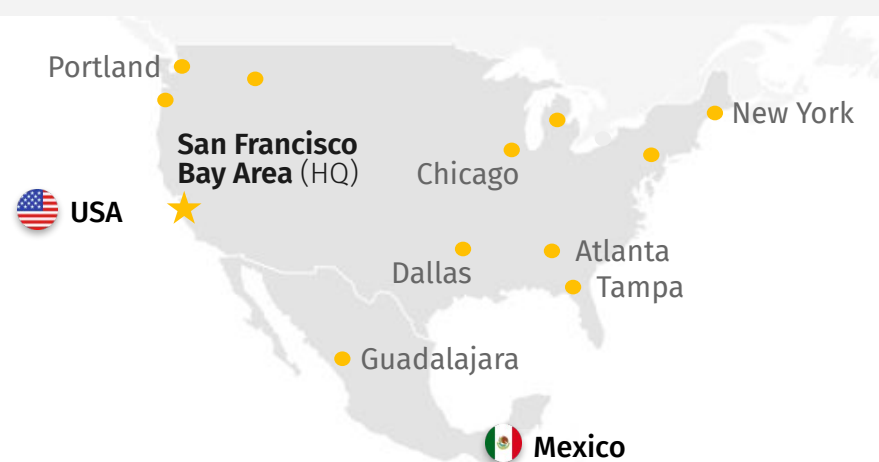 Portland
New York
San Francisco
Bay Area (HQ)
Chicago
USA
Atlanta
Dallas
Tampa
Guadalajara
Mexico